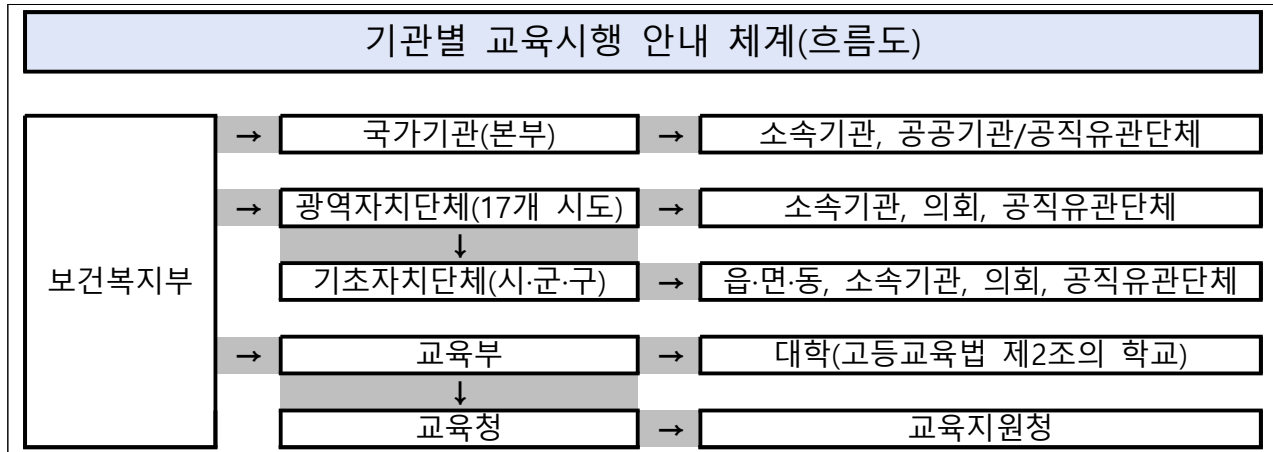 기관별 교육시행 안내 체계(흐름도)
보건복지부
→ 국가기관(본부) → 소속기관, 공공기관/공직유관단체
→ 광역자치단체(17개 시도) → 소속기관, 의회, 공직유관단체
↓
기초자치단체(시·군·구) → 읍·면·동, 소속기관, 의회, 공직유관단체
→ 교육부 → 대학(고등교육법 제2조의 학교)
↓
교육청 → 교육지원청